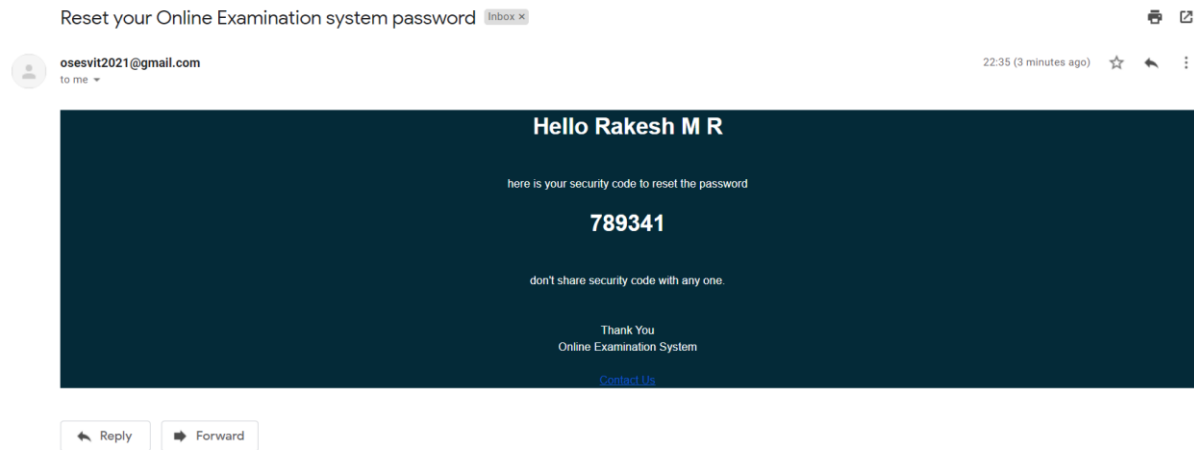 Reset your Online Examination system password Inbox ×
osesvit2021@gmail.com 22:35 (3 minutes ago)
to me
Hello Rakesh M R
here is your security code to reset the password
789341
don't share security code with any one.
Thank You
Online Examination System
Contact Us
Reply Forward